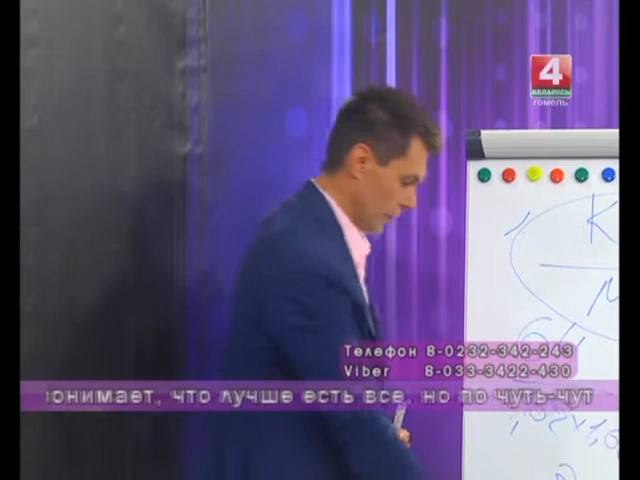 4
БЕЛАРУСЬ
ГОМЕЛЬ
К
М
Телефон 8-0232-342-243
Viber 8-033-3422-430
онимает, что лучше есть все, но по чуть-чут